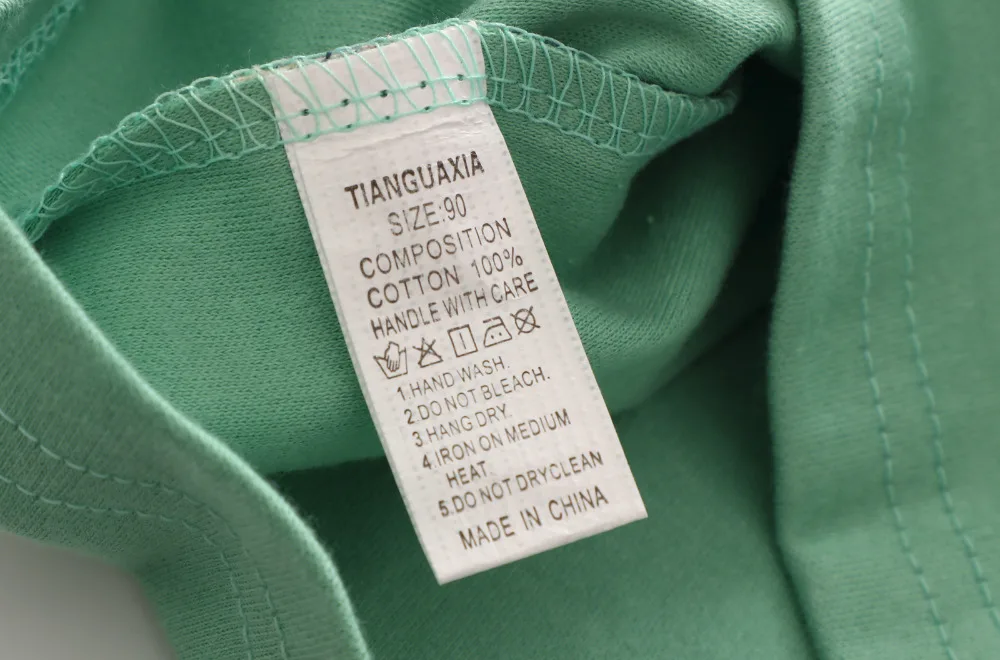 TIANGUAXIA
SIZE:90
COMPOSITION
COTTON 100%
HANDLE WITH CARE
1.HAND WASH.
2.DO NOT BLEACH.
3.HANG DRY.
4.IRON ON MEDIUM
HEAT.
5.DO NOT DRYCLEAN
MADE IN CHINA